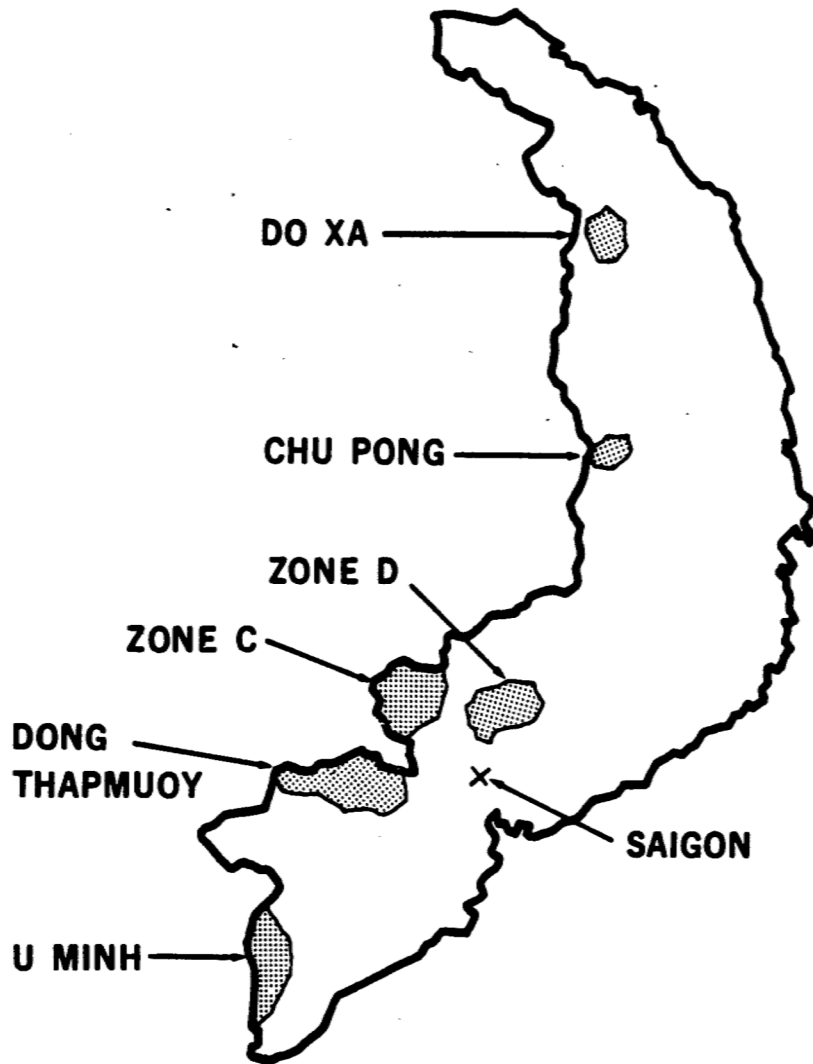 DO XA
CHU PONG
ZONE D
ZONE C
DONG
THAPMUOY
SAIGON
U MINH